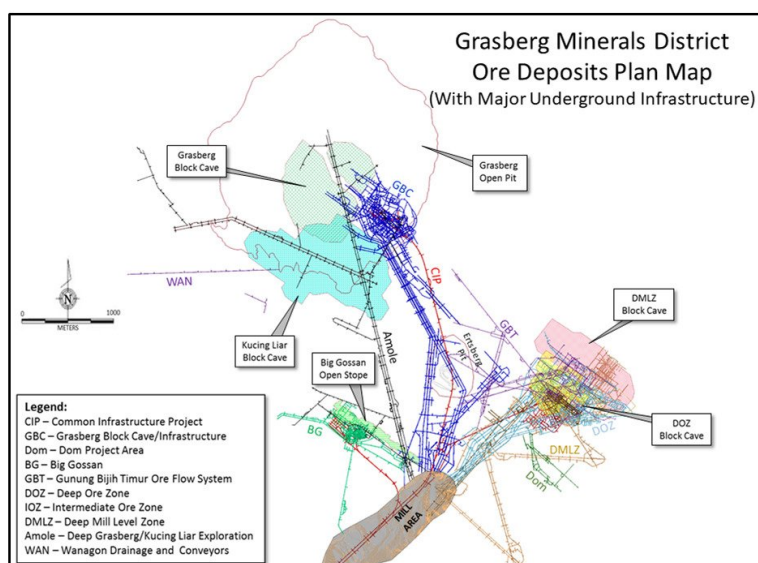 Grasberg Minerals District
Ore Deposits Plan Map
(With Major Underground Infrastructure)
Grasberg
Block Cave
Grasberg
Open Pit
GBC
CIP
WAN
N
0
1000
METERS
Kucing Liar
Block Cave
Amole
GBT
Ertsberg
Pit
DMLZ
Block Cave
Big Gossan
Open Stope
BG
DOZ
DOZ
Block Cave
DMLZ
Dom
MILL
AREA
Legend:
CIP – Common Infrastructure Project
GBC – Grasberg Block Cave/Infrastructure
Dom – Dom Project Area
BG – Big Gossan
GBT – Gunung Bijih Timur Ore Flow System
DOZ – Deep Ore Zone
IOZ – Intermediate Ore Zone
DMLZ – Deep Mill Level Zone
Amole – Deep Grasberg/Kucing Liar Exploration
WAN – Wanagon Drainage and Conveyors